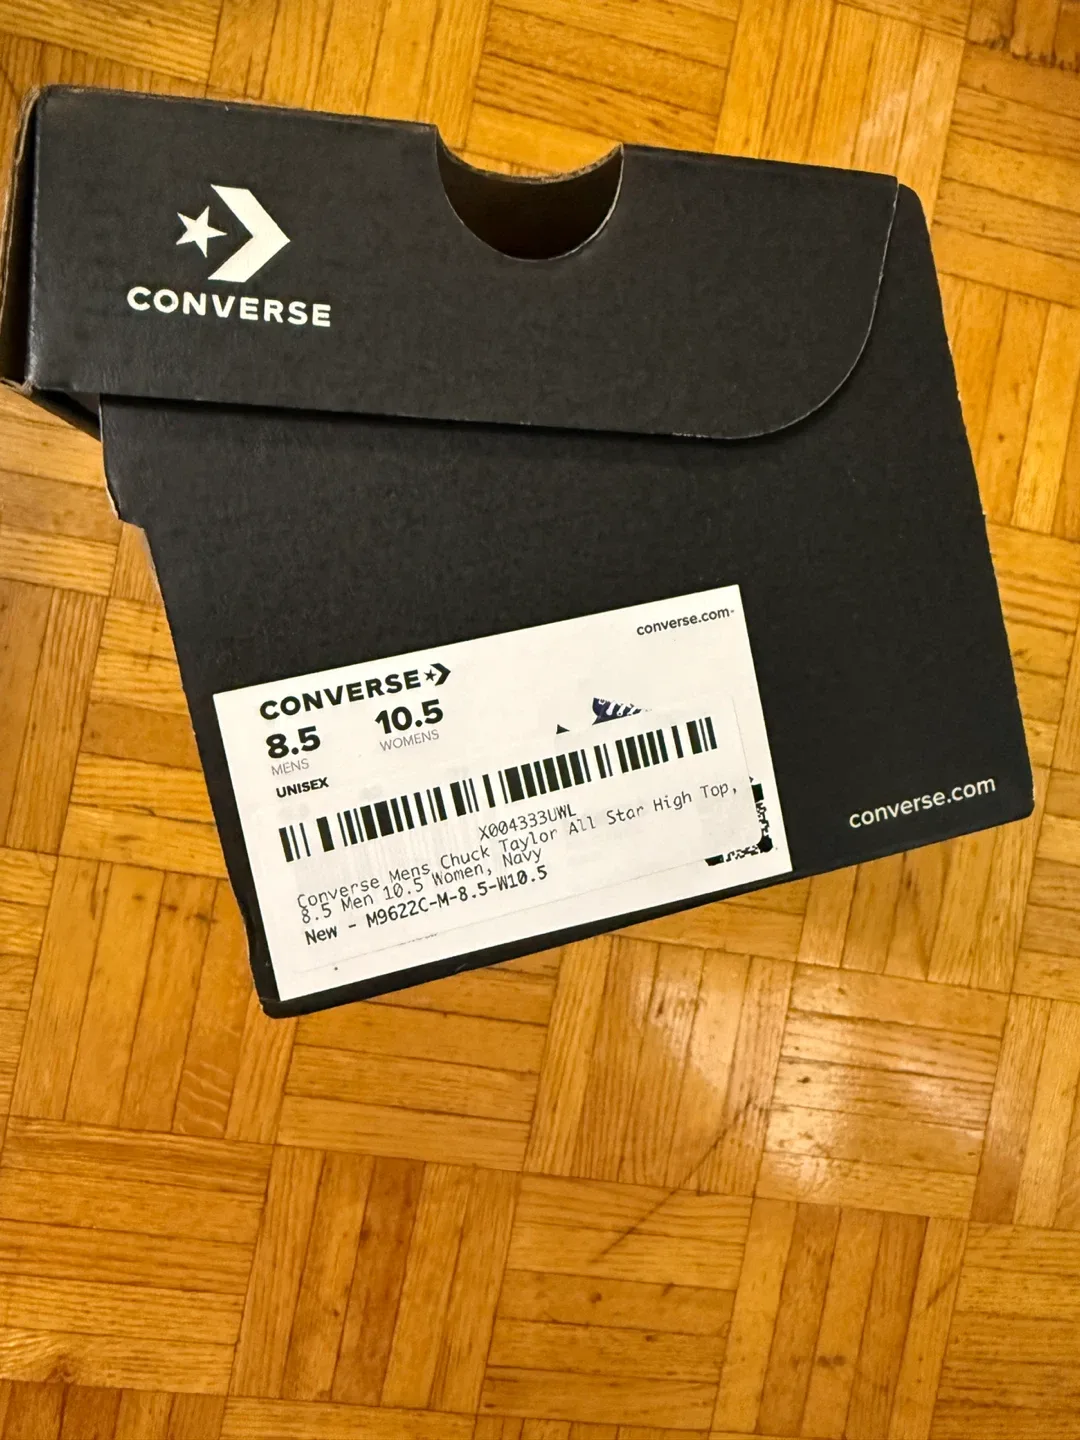 CONVERSE
converse.com
CONVERSE
8.5 10.5
MENS WOMENS
UNISEX
X004333UWL
Converse Mens Chuck Taylor All Star High Top,
8.5 Men 10.5 Women, Navy
New - M9622C-M-8.5-W10.5
converse.com